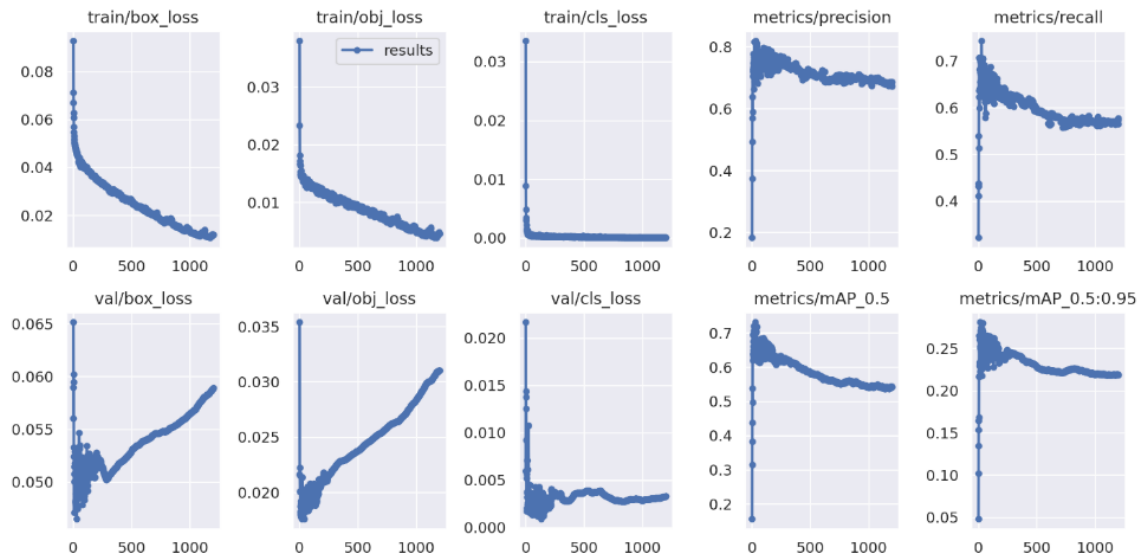 train/box_loss
train/obj_loss
train/cls_loss
metrics/precision
metrics/recall
results
0.08
0.06
0.04
0.02
0.03
0.02
0.01
0.03
0.02
0.01
0.00
0.8
0.6
0.4
0.2
0.7
0.6
0.5
0.4
0 500 1000
0 500 1000
0 500 1000
0 500 1000
0 500 1000
val/box_loss
val/obj_loss
val/cls_loss
metrics/mAP_0.5
metrics/mAP_0.5:0.95
0.065
0.060
0.055
0.050
0.035
0.030
0.025
0.020
0.020
0.015
0.010
0.005
0.000
0.7
0.6
0.5
0.4
0.3
0.2
0.25
0.20
0.15
0.10
0.05
0 500 1000
0 500 1000
0 500 1000
0 500 1000
0 500 1000